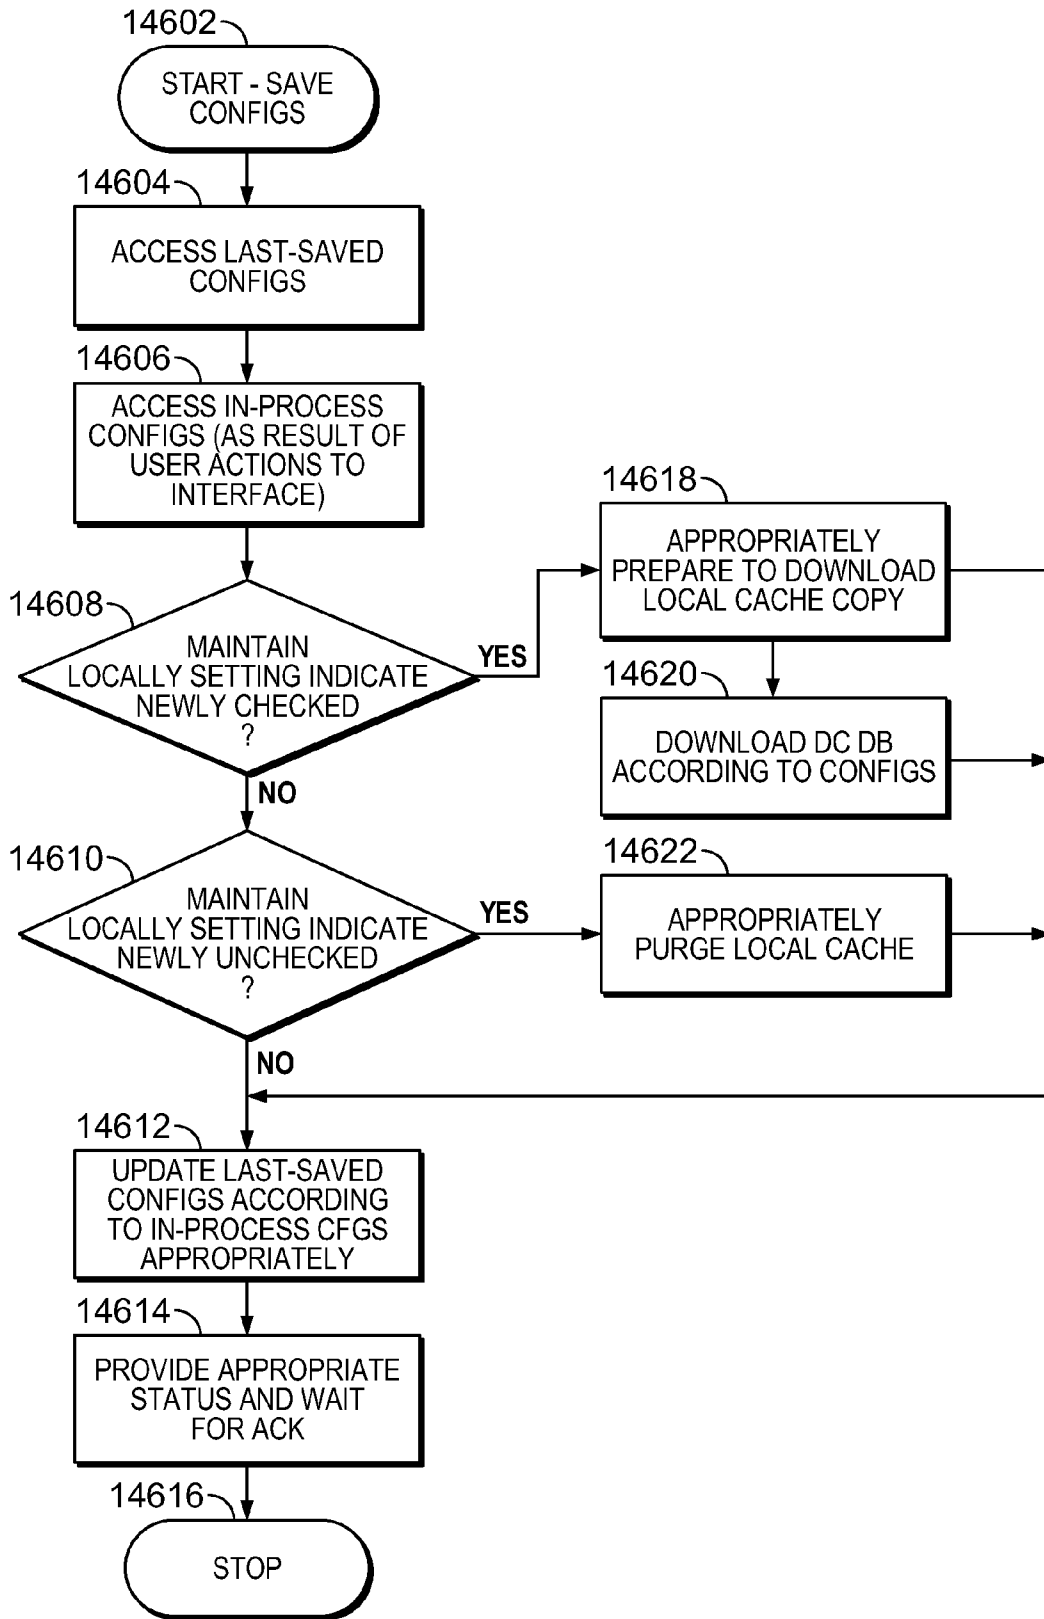 14602
START - SAVE
CONFIGS
14604
ACCESS LAST-SAVED
CONFIGS
14606
ACCESS IN-PROCESS
CONFIGS (AS RESULT OF
USER ACTIONS TO
INTERFACE)
14608
MAINTAIN
LOCALLY SETTING INDICATE
NEWLY CHECKED
?
YES
NO
14618
APPROPRIATELY
PREPARE TO DOWNLOAD
LOCAL CACHE COPY
14620
DOWNLOAD DC DB
ACCORDING TO CONFIGS
14610
MAINTAIN
LOCALLY SETTING INDICATE
NEWLY UNCHECKED
?
YES
NO
14622
APPROPRIATELY
PURGE LOCAL CACHE
14612
UPDATE LAST-SAVED
CONFIGS ACCORDING
TO IN-PROCESS CFGS
APPROPRIATELY
14614
PROVIDE APPROPRIATE
STATUS AND WAIT
FOR ACK
14616
STOP